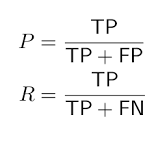 P = TP / (TP + FP)
R = TP / (TP + FN)